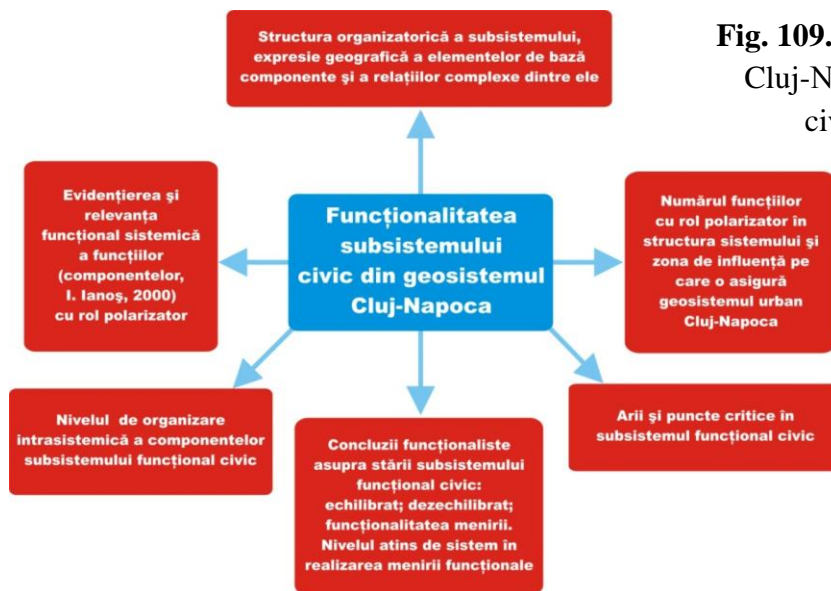 Structura organizatorică a subsistemului,
expresie geografică a elementelor de bază
componente şi a relaţiilor complexe dintre ele
Fig. 109.
Cluj-N
civ
Evidenţierea şi
relevanţa
funcţional sistemică
a funcţiilor
(componentelor,
I. Ianoş, 2000)
cu rol polarizator
Funcţionalitatea
subsistemului
civic din geosistemul
Cluj-Napoca
Numărul funcţiilor
cu rol polarizator în
structura sistemului şi
zona de influenţă pe
care o asigură
geosistemul urban
Cluj-Napoca
Nivelul de organizare
intrasistemică a componentelor
subsistemului funcţional civic
Concluzii funcţionaliste
asupra stării subsistemului
funcţional civic:
echilibrat; dezechilibrat;
funcţionalitatea menirii.
Nivelul atins de sistem în
realizarea menirii funcţionale
Arii şi puncte critice în
subsistemul funcţional civic